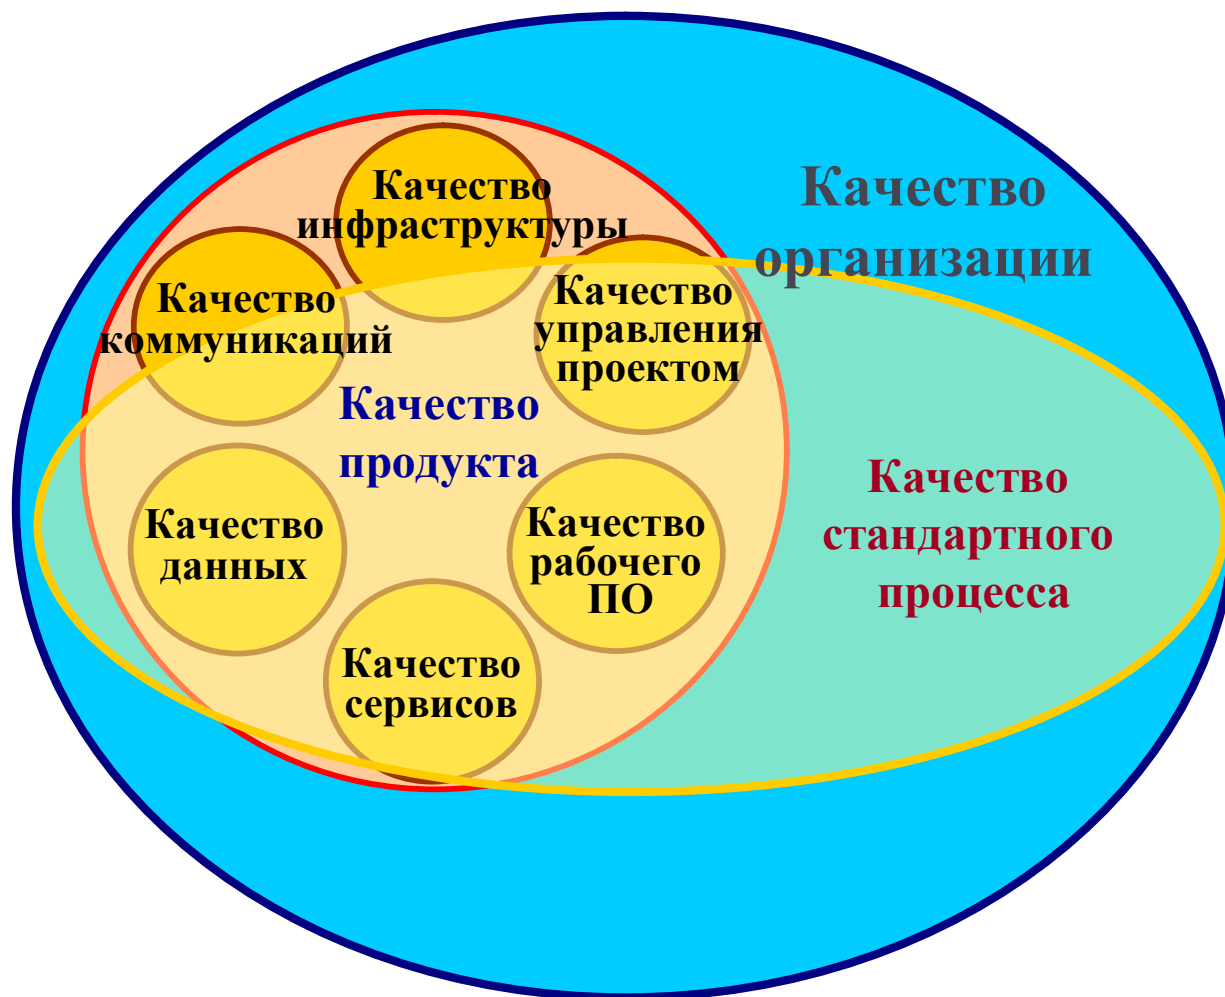 Качество
организации
Качество
инфраструктуры
Качество
коммуникаций
Качество
управления
проектом
Качество
продукта
Качество
стандартного
процесса
Качество
данных
Качество
рабочего
ПО
Качество
сервисов